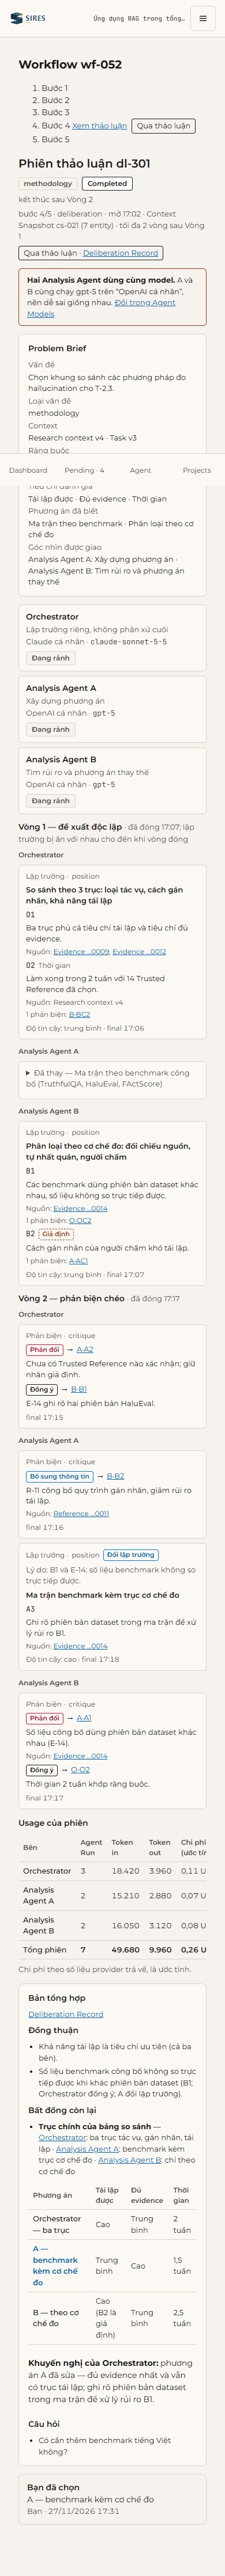 SIRES
Ứng dụng RAG trong tổng…
Workflow wf-052
1. Bước 1
2. Bước 2
3. Bước 3
4. Bước 4 Xem thảo luận Qua thảo luận
5. Bước 5
Phiên thảo luận dl-301
methodology Completed
kết thúc sau Vòng 2
bước 4/5 · deliberation · mở 17:02 · Context
Snapshot cs-021 (7 entity) · tối đa 2 vòng sau Vòng
1
Qua thảo luận · Deliberation Record
Hai Analysis Agent dùng cùng model. A và
B cùng chạy gpt-5 trên “OpenAI cá nhân”,
nên dễ sai giống nhau. Đổi trong Agent
Models
Problem Brief
Vấn đề
Chọn khung so sánh các phương pháp đo
hallucination cho T-2.3.
Loại vấn đề
methodology
Context
Research context v4 · Task v3
Ràng buộc
Dashboard Pending · 4 Agent Projects
Tiêu chí đánh giá
Tái lập được · Đủ evidence · Thời gian
Phương án đã biết
Ma trận theo benchmark · Phân loại theo cơ
chế đo
Góc nhìn được giao
Analysis Agent A: Xây dựng phương án ·
Analysis Agent B: Tìm rủi ro và phương án
thay thế
Orchestrator
Lập trường riêng, không phân xử cuối
Claude cá nhân · claude-sonnet-5-5
Đang rảnh
Analysis Agent A
Xây dựng phương án
OpenAI cá nhân · gpt-5
Đang rảnh
Analysis Agent B
Tìm rủi ro và phương án thay thế
OpenAI cá nhân · gpt-5
Đang rảnh
Vòng 1 — đề xuất độc lập · đã đóng 17:07; lập
trường bị ẩn với nhau cho đến khi vòng đóng
Orchestrator
Lập trường · position
So sánh theo 3 trục: loại tác vụ, cách gán
nhãn, khả năng tái lập
O1
Ba trục phủ cả tiêu chí tái lập và tiêu chí đủ
evidence.
Nguồn: Evidence …0009, Evidence …0012
O2 Thời gian
Làm xong trong 2 tuần với 14 Trusted
Reference đã chọn.
Nguồn: Research context v4
1 phản biện: B·BC2
Độ tin cậy: trung bình · final 17:06
Analysis Agent A
▶ Đã thay — Ma trận theo benchmark công
bố (TruthfulQA, HaluEval, FActScore)
Analysis Agent B
Lập trường · position
Phân loại theo cơ chế đo: đối chiếu nguồn,
tự nhất quán, người chấm
B1
Các benchmark dùng phiên bản dataset khác
nhau, số liệu không so trực tiếp được.
Nguồn: Evidence …0014
1 phản biện: O·OC2
B2 Giả định
Cách gán nhãn của người chấm khó tái lập.
1 phản biện: A·AC1
Độ tin cậy: trung bình · final 17:07
Vòng 2 — phản biện chéo · đã đóng 17:17
Orchestrator
Phản biện · critique
Phản đối → A·A2
Chưa có Trusted Reference nào xác nhận; giữ
nhãn giả định.
Đồng ý → B·B1
E-14 ghi rõ hai phiên bản HaluEval.
final 17:15
Analysis Agent A
Phản biện · critique
Bổ sung thông tin → B·B2
R-11 công bố quy trình gán nhãn, giảm rủi ro
tái lập.
Nguồn: Reference …0011
final 17:16
Lập trường · position Đổi lập trường
Lý do: B1 và E-14: số liệu benchmark không so
trực tiếp được.
Ma trận benchmark kèm trục cơ chế đo
A3
Ghi rõ phiên bản dataset trong ma trận để xử
lý rủi ro B1.
Nguồn: Evidence …0014
Độ tin cậy: cao · final 17:18
Analysis Agent B
Phản biện · critique
Phản đối → A·A1
Số liệu công bố dùng phiên bản dataset khác
nhau (E-14).
Nguồn: Evidence …0014
Đồng ý → O·O2
Thời gian 2 tuần khớp ràng buộc.
final 17:17
Usage của phiên
Bên Agent Run Token in Token out Chi phí (ước tín
Orchestrator 3 18.420 3.960 0,11 U
Analysis Agent A 2 15.210 2.880 0,07 U
Analysis Agent B 2 16.050 3.120 0,08 U
Tổng phiên 7 49.680 9.960 0,26 U
Chi phí theo số liệu provider trả về, là ước tính.
Bản tổng hợp
Deliberation Record
Đồng thuận
• Khả năng tái lập là tiêu chí ưu tiên (cả ba
bên).
• Số liệu benchmark công bố không so trực
tiếp được khi khác phiên bản dataset (B1;
Orchestrator đồng ý; A đổi lập trường).
Bất đồng còn lại
• Trục chính của bảng so sánh —
Orchestrator: ba trục tác vụ, gán nhãn, tái
lập · Analysis Agent A: benchmark kèm
trục cơ chế đo · Analysis Agent B: chỉ theo
cơ chế đo
Phương án Tái lập được Đủ evidence Thời gian
Orchestrator — ba trục Cao Trung bình 2 tuần
A — benchmark kèm cơ chế đo Trung bình Cao 1,5 tuần
B — theo cơ chế đo Cao (B2 là giả định) Trung bình 2,5 tuần
Khuyến nghị của Orchestrator: phương
án A đã sửa — đủ evidence nhất và vẫn
có trục tái lập; ghi rõ phiên bản dataset
trong ma trận để xử lý rủi ro B1.
Câu hỏi
• Có cần thêm benchmark tiếng Việt
không?
Bạn đã chọn
A — benchmark kèm cơ chế đo
Bạn · 27/11/2026 17:31